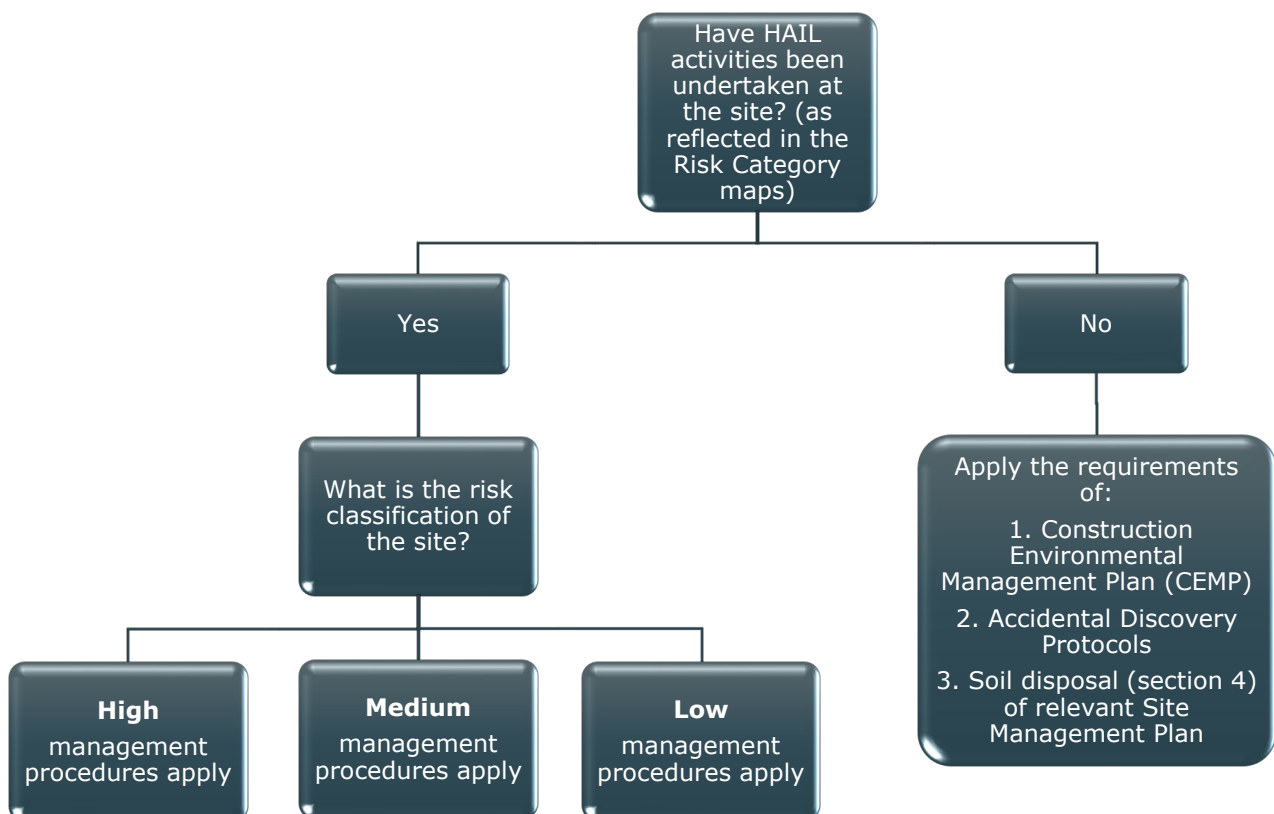 Have HAIL
activities been
undertaken at
the site? (as
reflected in the
Risk Category
maps)
Yes
No
What is the risk
classification of
the site?
Apply the requirements
of:
1. Construction
Environmental
Management Plan (CEMP)
2. Accidental Discovery
Protocols
3. Soil disposal (section 4)
of relevant Site
Management Plan
High
management
procedures apply
Medium
management
procedures apply
Low
management
procedures apply